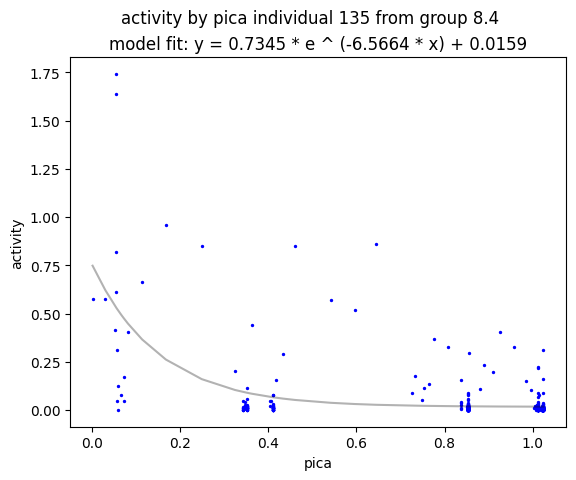 activity by pica individual 135 from group 8.4
model fit: y = 0.7345 * e ^ (-6.5664 * x) + 0.0159
1.75
1.50
1.25
1.00
0.75
0.50
0.25
0.00
activity
0.0 0.2 0.4 0.6 0.8 1.0
pica